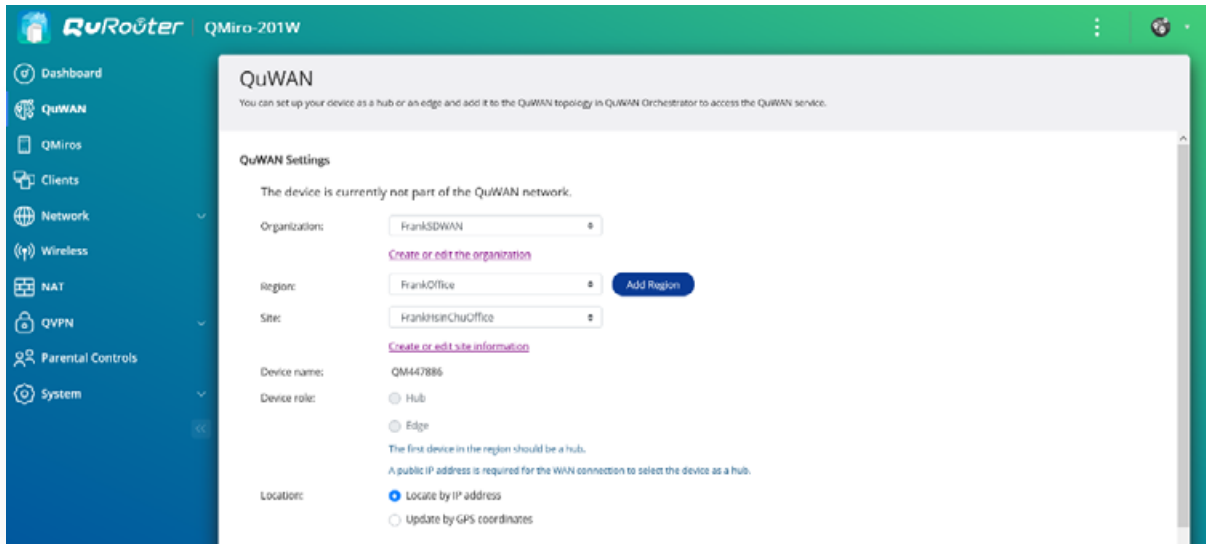 QuRouter QMiro-201W
Dashboard
QuWAN
QMiros
Clients
Network
Wireless
NAT
QVPN
Parental Controls
System
QuWAN
You can set up your device as a hub or an edge and add it to the QuWAN topology in QuWAN Orchestrator to access the QuWAN service.
QuWAN Settings
The device is currently not part of the QuWAN network.
Organization: FrankSDWAN
Create or edit the organization
Region: FrankOffice Add Region
Site: FrankHsinChuOffice
Create or edit site information
Device name: QM447886
Device role: Hub
Edge
The first device in the region should be a hub.
A public IP address is required for the WAN connection to select the device as a hub.
Location: Locate by IP address
Update by GPS coordinates